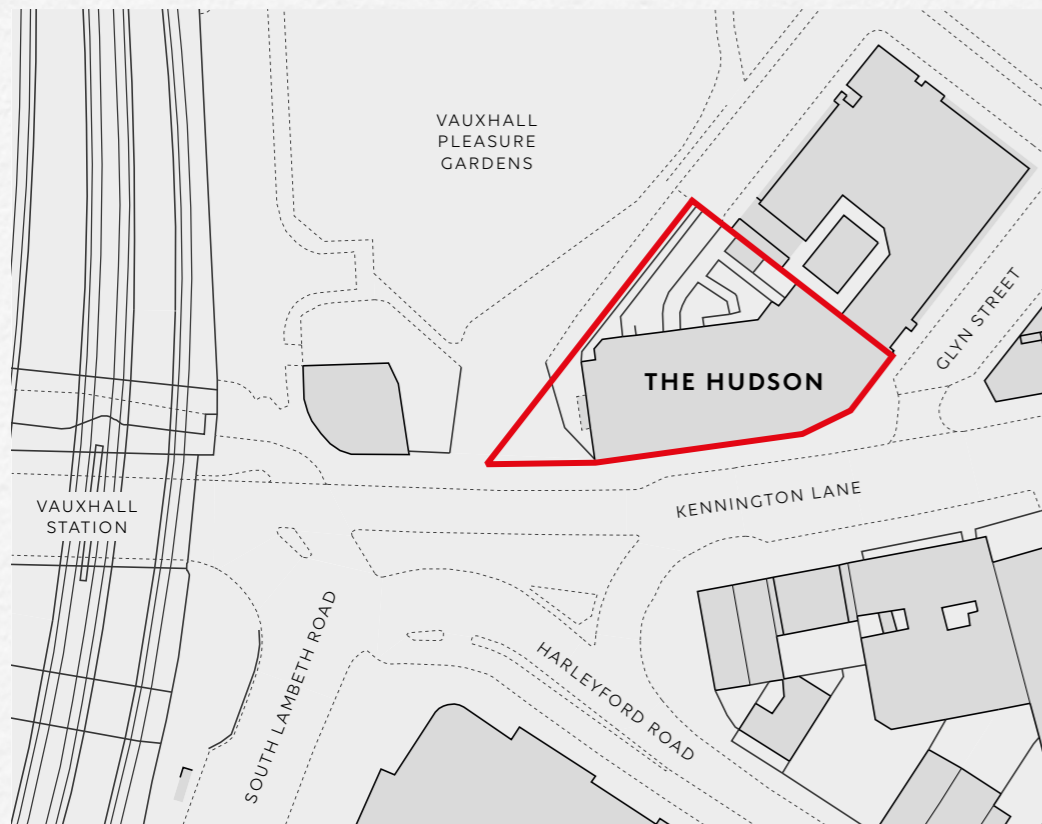 VAUXHALL
PLEASURE
GARDENS
GLYN STREET
THE HUDSON
KENNINGTON LANE
VAUXHALL
STATION
SOUTH LAMBETH ROAD
HARLEYFORD ROAD